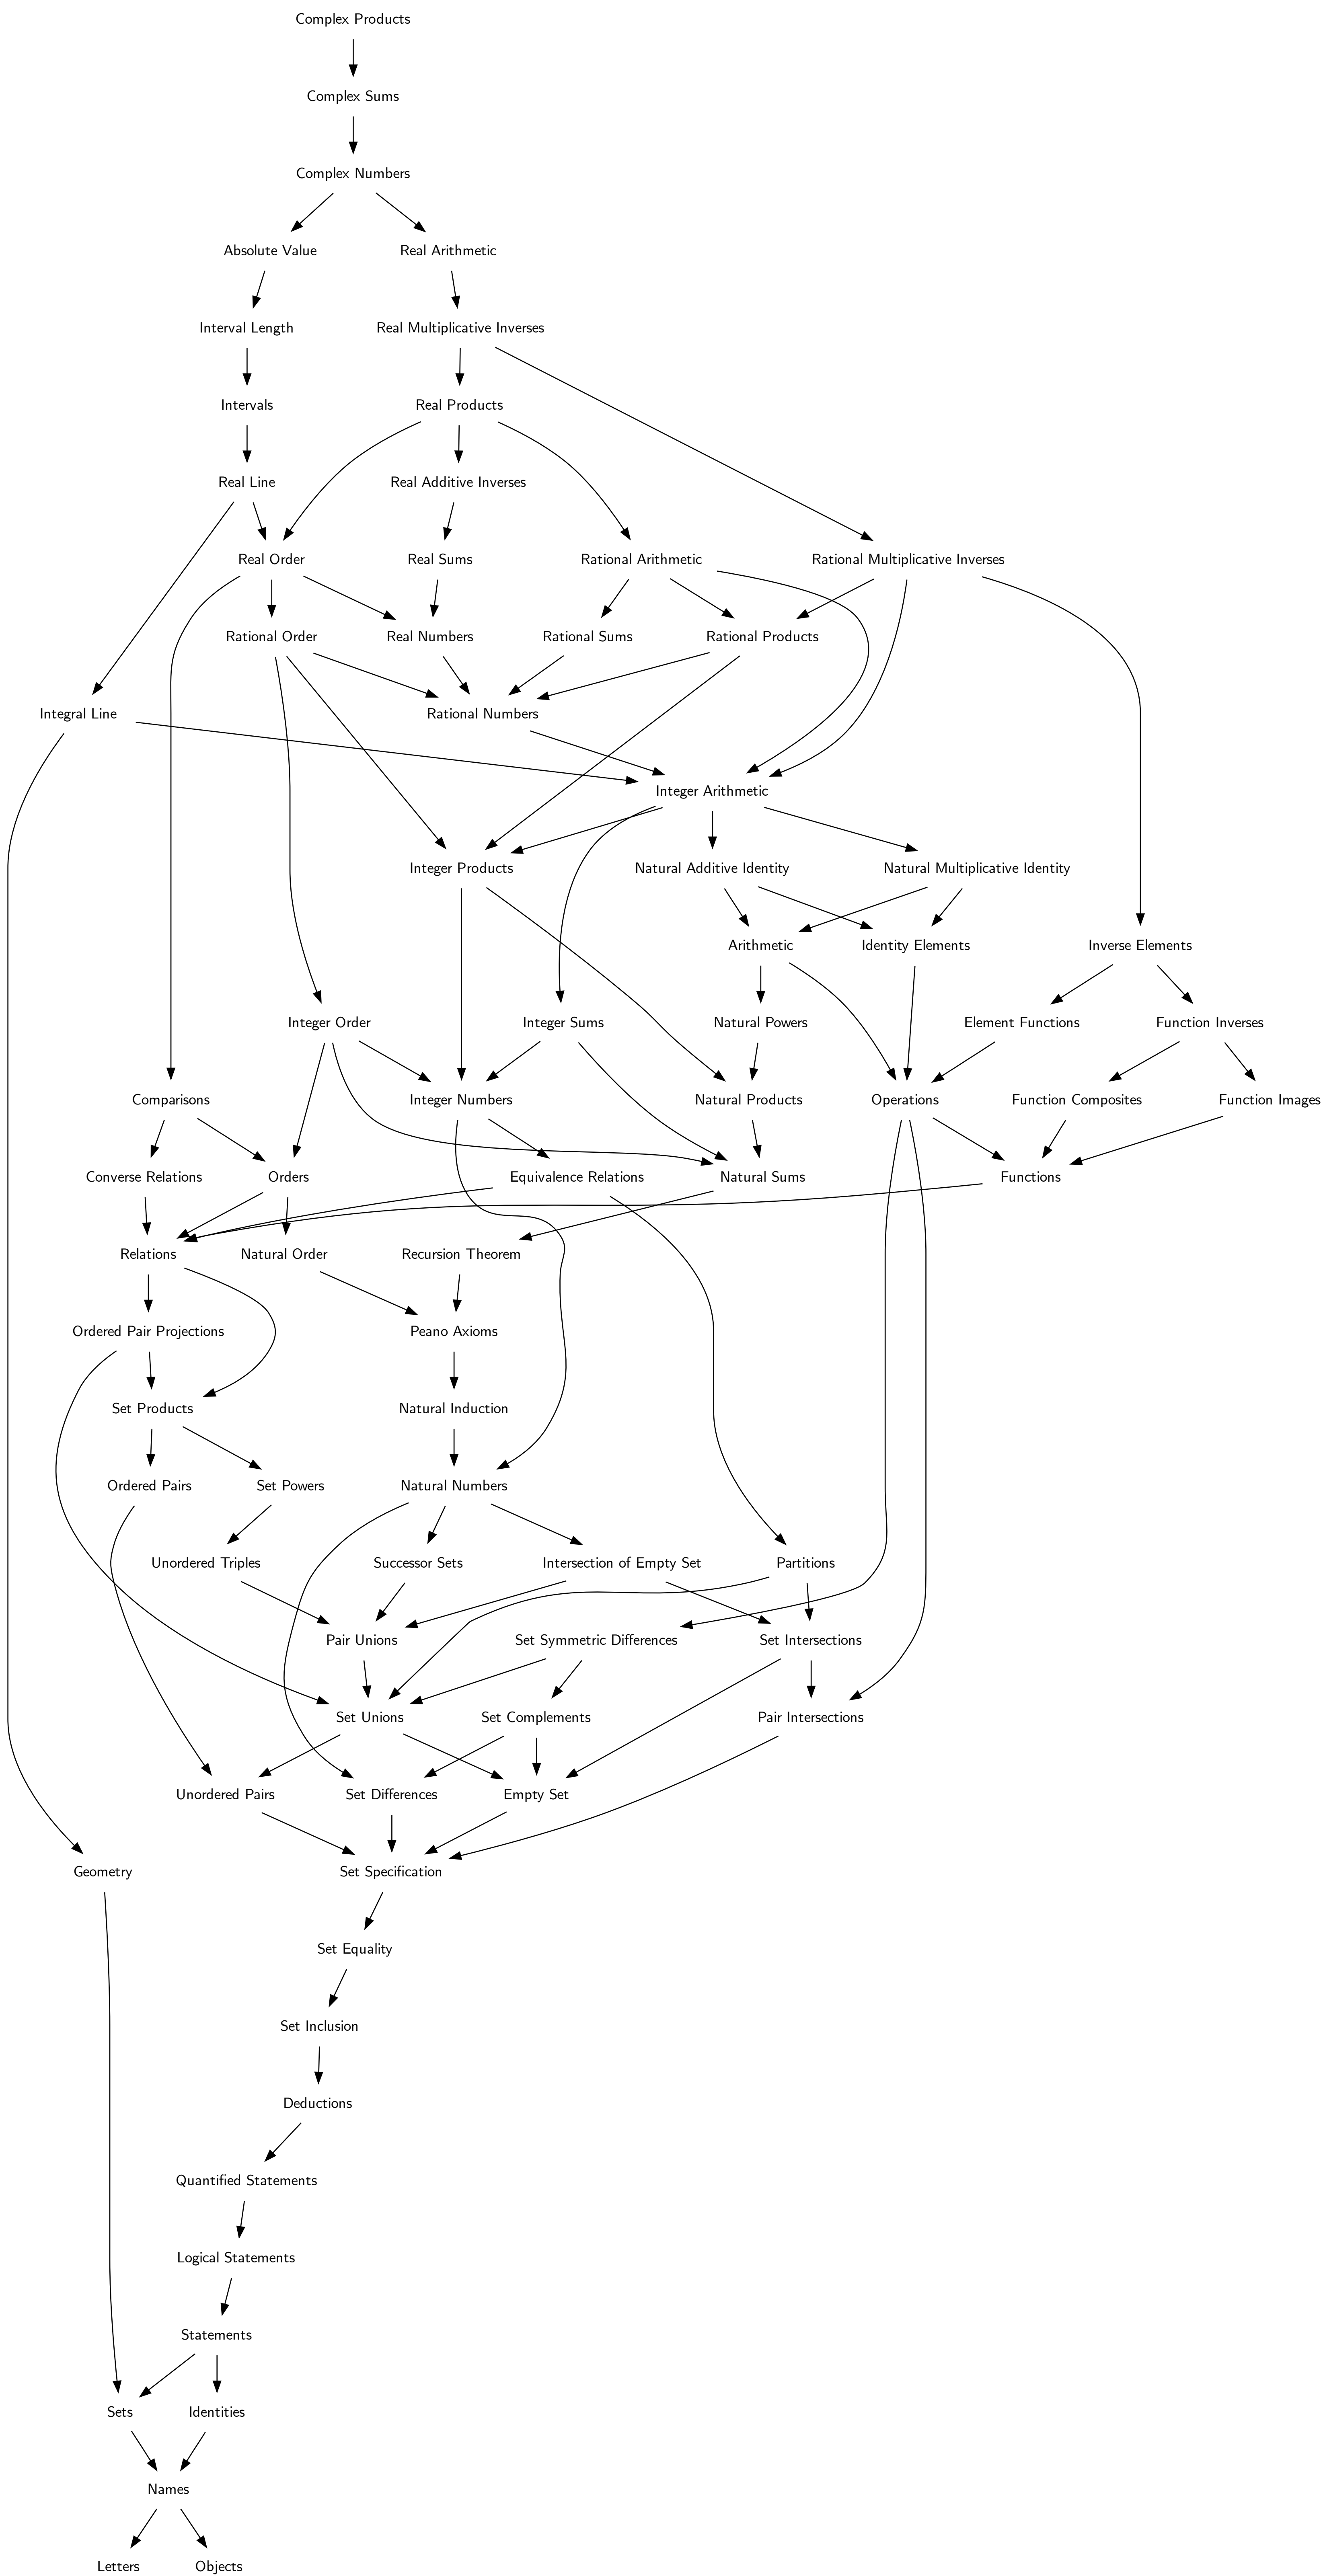 Complex Products
Complex Sums
Complex Numbers
Absolute Value
Real Arithmetic
Interval Length
Real Multiplicative Inverses
Intervals
Real Products
Real Line
Real Additive Inverses
Real Order
Real Sums
Rational Arithmetic
Rational Multiplicative Inverses
Rational Order
Real Numbers
Rational Sums
Rational Products
Integral Line
Rational Numbers
Integer Arithmetic
Integer Products
Natural Additive Identity
Natural Multiplicative Identity
Arithmetic
Identity Elements
Inverse Elements
Integer Order
Integer Sums
Natural Powers
Element Functions
Function Inverses
Comparisons
Integer Numbers
Natural Products
Operations
Function Composites
Function Images
Converse Relations
Orders
Equivalence Relations
Natural Sums
Functions
Relations
Natural Order
Recursion Theorem
Ordered Pair Projections
Peano Axioms
Set Products
Natural Induction
Ordered Pairs
Set Powers
Natural Numbers
Unordered Triples
Successor Sets
Intersection of Empty Set
Partitions
Pair Unions
Set Symmetric Differences
Set Intersections
Set Unions
Set Complements
Pair Intersections
Unordered Pairs
Set Differences
Empty Set
Geometry
Set Specification
Set Equality
Set Inclusion
Deductions
Quantified Statements
Logical Statements
Statements
Sets
Identities
Names
Letters
Objects